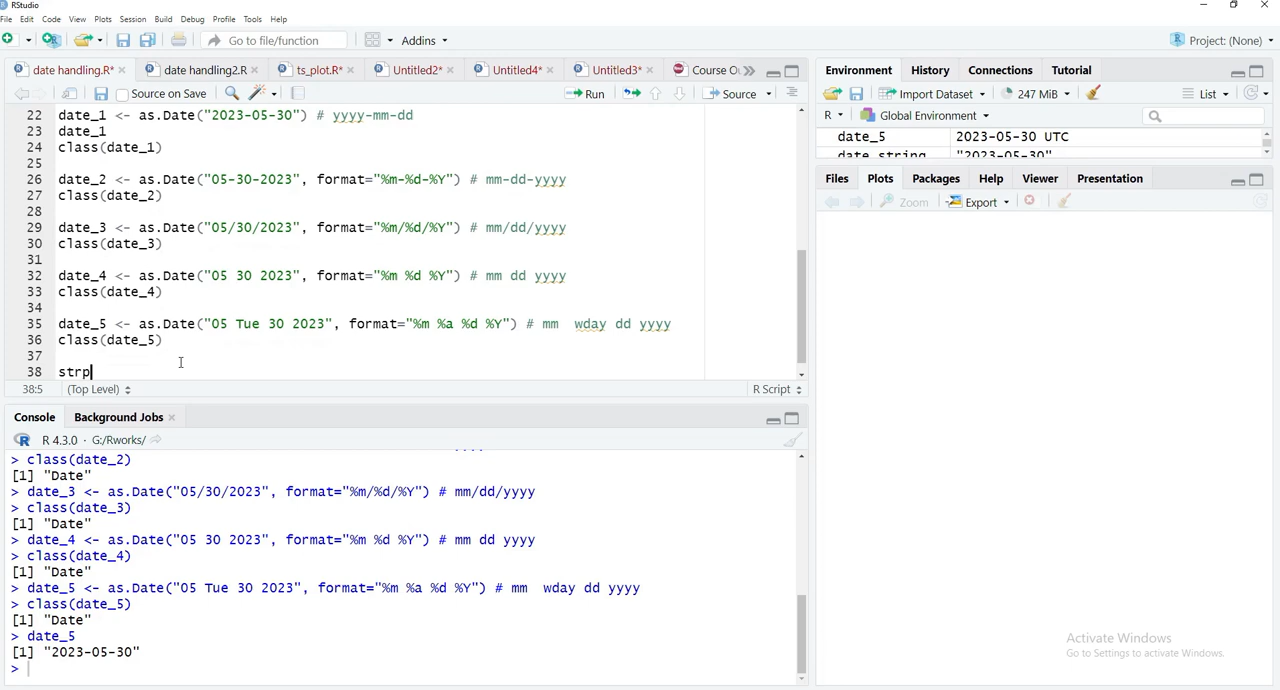 RStudio
File Edit Code View Plots Session Build Debug Profile Tools Help
Go to file/function Addins Project: (None)
date handling.R* date handling2.R ts_plot.R* Untitled2* Untitled4* Untitled3*
Source on Save Run Source
22 date_1 <- as.Date("2023-05-30") # yyyy-mm-dd
23 date_1
24 class(date_1)
25
26 date_2 <- as.Date("05-30-2023", format="%m-%d-%Y") # mm-dd-yyyy
27 class(date_2)
28
29 date_3 <- as.Date("05/30/2023", format="%m/%d/%Y") # mm/dd/yyyy
30 class(date_3)
31
32 date_4 <- as.Date("05 30 2023", format="%m %d %Y") # mm dd yyyy
33 class(date_4)
34
35 date_5 <- as.Date("05 Tue 30 2023", format="%m %a %d %Y") # mm  wday dd yyyy
36 class(date_5)
37
38 strp
38:5 (Top Level) R Script
Console Background Jobs
R 4.3.0 · G:/Rworks/
> class(date_2)
[1] "Date"
> date_3 <- as.Date("05/30/2023", format="%m/%d/%Y") # mm/dd/yyyy
> class(date_3)
[1] "Date"
> date_4 <- as.Date("05 30 2023", format="%m %d %Y") # mm dd yyyy
> class(date_4)
[1] "Date"
> date_5 <- as.Date("05 Tue 30 2023", format="%m %a %d %Y") # mm  wday dd yyyy
> class(date_5)
[1] "Date"
> date_5
[1] "2023-05-30"
>
Environment History Connections Tutorial
Import Dataset 247 MiB List
R Global Environment
date_5 2023-05-30 UTC
date_string "2023-05-30"
Files Plots Packages Help Viewer Presentation
Zoom Export
Activate Windows
Go to Settings to activate Windows.